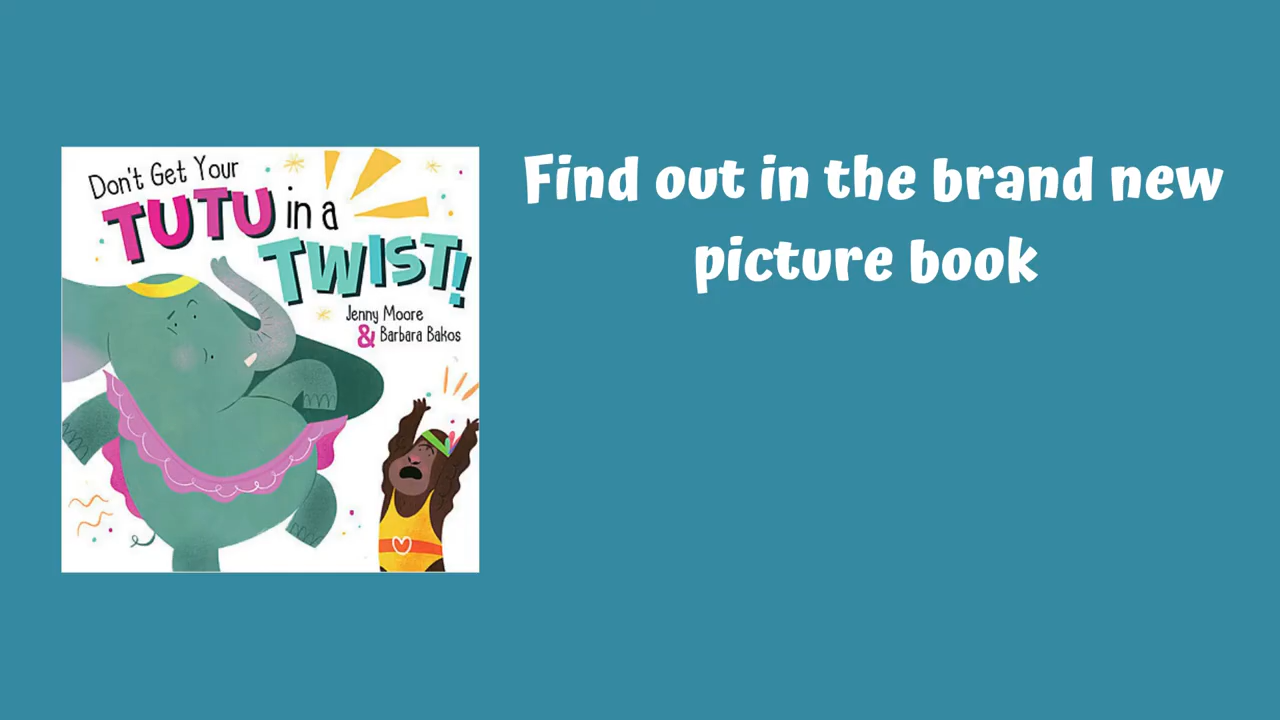 Don't Get Your
TUTU in a
TWIST!
Jenny Moore
& Barbara Bakos
Find out in the brand new
picture book